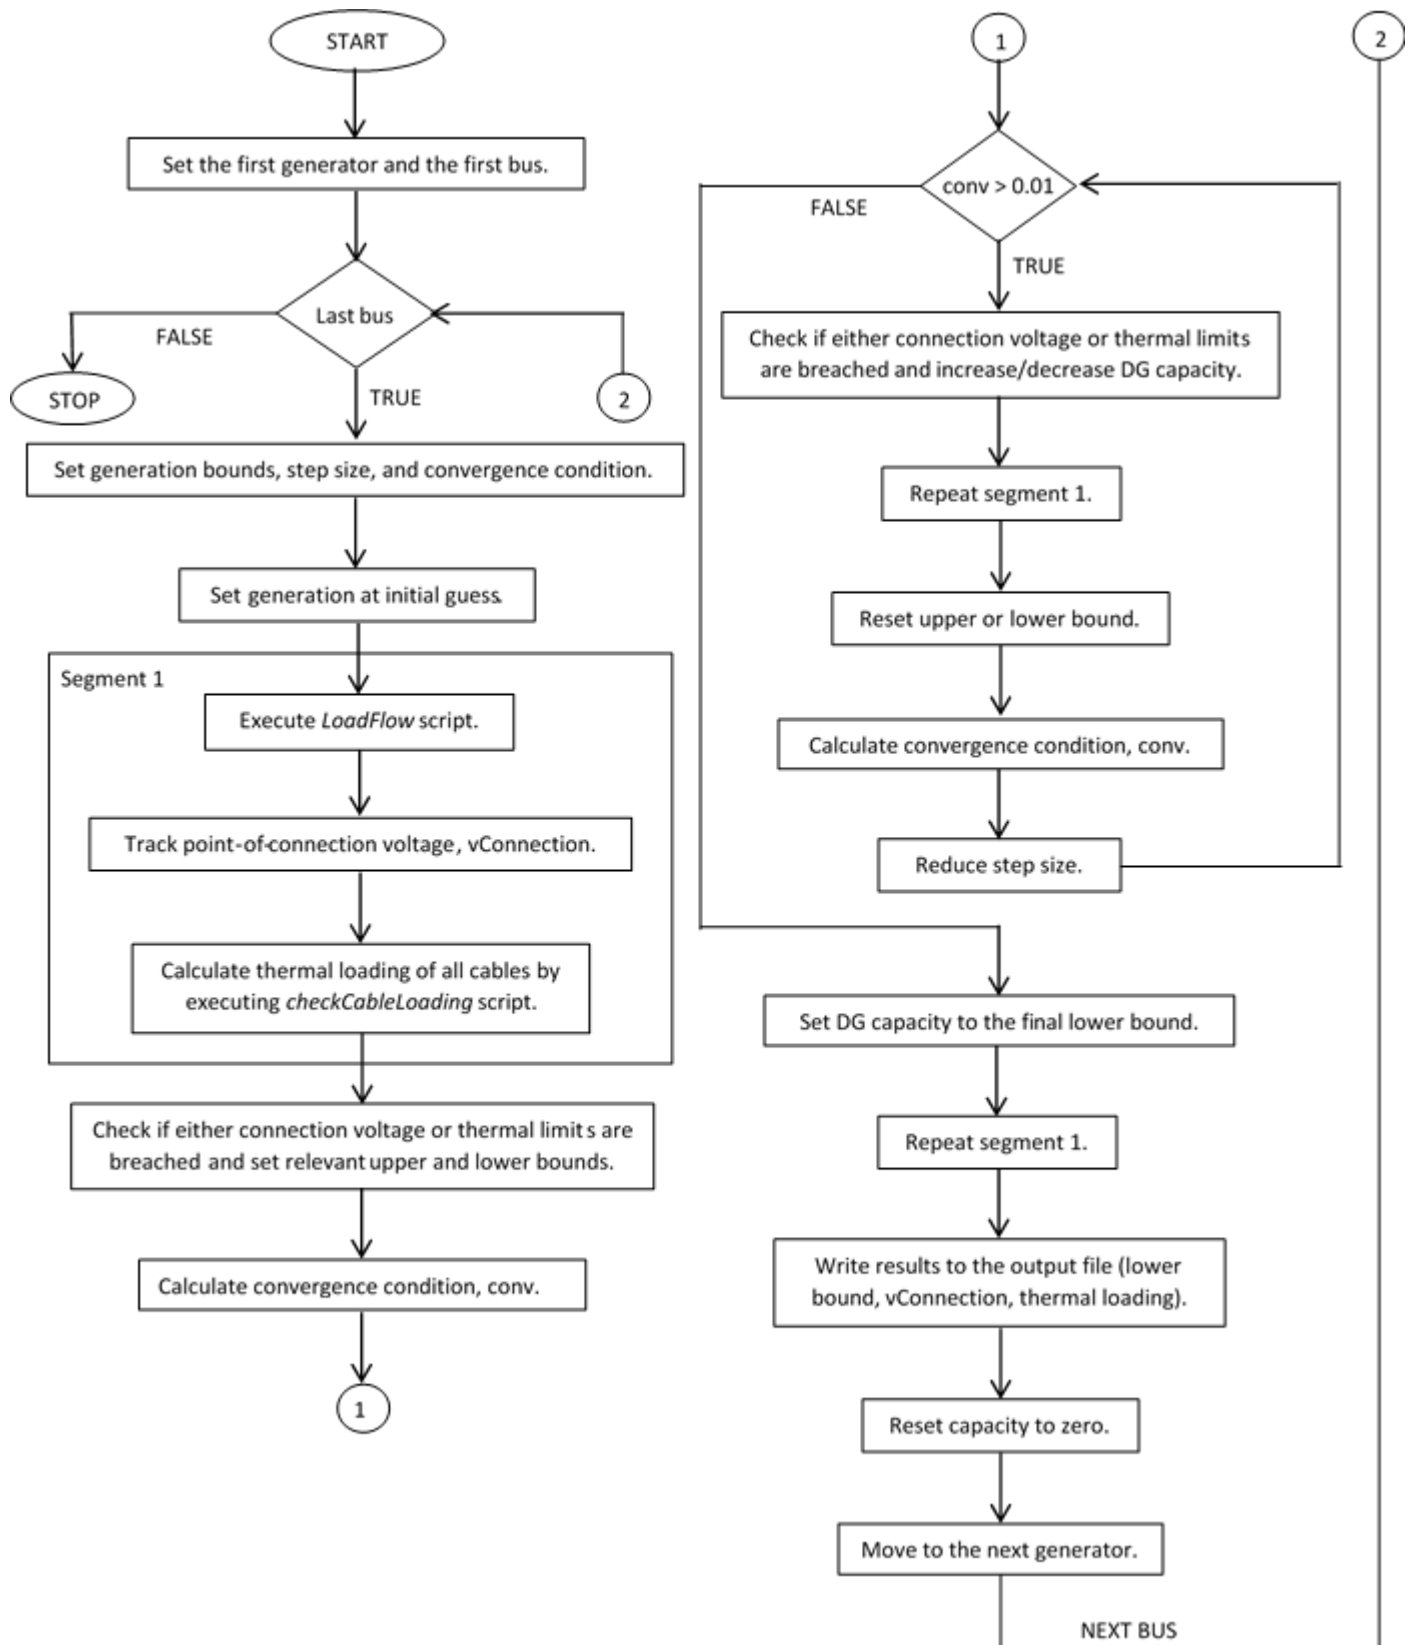 START
Set the first generator and the first bus.
Last bus
FALSE
STOP
TRUE
2
Set generation bounds, step size, and convergence condition.
Set generation at initial guess.
Segment 1
Execute LoadFlow script.
Track point-of-connection voltage, vConnection.
Calculate thermal loading of all cables by
executing checkCableLoading script.
Check if either connection voltage or thermal limits are
breached and set relevant upper and lower bounds.
Calculate convergence condition, conv.
1
1
2
conv > 0.01
FALSE
TRUE
Check if either connection voltage or thermal limits
are breached and increase/decrease DG capacity.
Repeat segment 1.
Reset upper or lower bound.
Calculate convergence condition, conv.
Reduce step size.
Set DG capacity to the final lower bound.
Repeat segment 1.
Write results to the output file (lower
bound, vConnection, thermal loading).
Reset capacity to zero.
Move to the next generator.
NEXT BUS